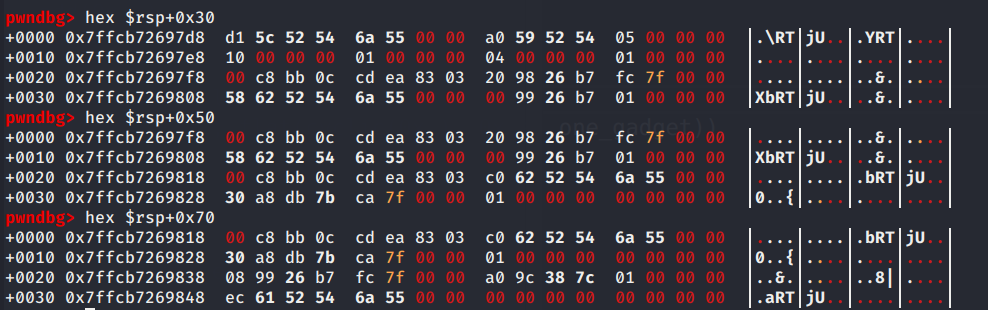 pwndbg> hex $rsp+0x30
+0000 0x7ffcb72697d8  d1 5c 52 54  6a 55 00 00  a0 59 52 54  05 00 00 00  │.\RT│jU..│.YRT│....│
+0010 0x7ffcb72697e8  10 00 00 00  01 00 00 00  04 00 00 00  01 00 00 00  │....│....│....│....│
+0020 0x7ffcb72697f8  00 c8 bb 0c  cd ea 83 03  20 98 26 b7  fc 7f 00 00  │....│....│..&.│....│
+0030 0x7ffcb7269808  58 62 52 54  6a 55 00 00  00 99 26 b7  01 00 00 00  │XbRT│jU..│..&.│....│
pwndbg> hex $rsp+0x50
+0000 0x7ffcb72697f8  00 c8 bb 0c  cd ea 83 03  20 98 26 b7  fc 7f 00 00  │....│....│..&.│....│
+0010 0x7ffcb7269808  58 62 52 54  6a 55 00 00  00 99 26 b7  01 00 00 00  │XbRT│jU..│..&.│....│
+0020 0x7ffcb7269818  00 c8 bb 0c  cd ea 83 03  c0 62 52 54  6a 55 00 00  │....│....│.bRT│jU..│
+0030 0x7ffcb7269828  30 a8 db 7b  ca 7f 00 00  01 00 00 00  00 00 00 00  │0..{│....│....│....│
pwndbg> hex $rsp+0x70
+0000 0x7ffcb7269818  00 c8 bb 0c  cd ea 83 03  c0 62 52 54  6a 55 00 00  │....│....│.bRT│jU..│
+0010 0x7ffcb7269828  30 a8 db 7b  ca 7f 00 00  01 00 00 00  00 00 00 00  │0..{│....│....│....│
+0020 0x7ffcb7269838  08 99 26 b7  fc 7f 00 00  a0 9c 38 7c  01 00 00 00  │..&.│....│..8|│....│
+0030 0x7ffcb7269848  ec 61 52 54  6a 55 00 00  00 00 00 00  00 00 00 00  │.aRT│jU..│....│....│
one_gadget))